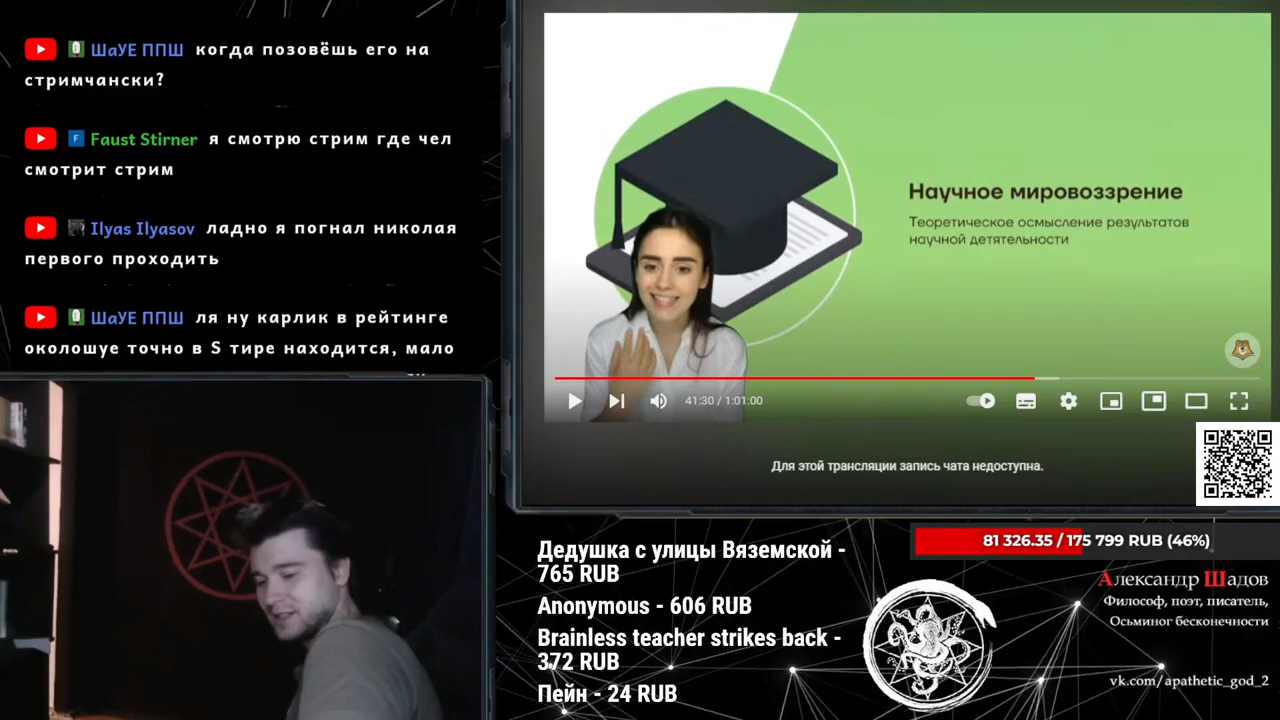 ШаУЕ ППШ когда позовёшь его на
стримчански?
Faust Stirner я смотрю стрим где чел
смотрит стрим
Ilyas Ilyasov ладно я погнал николая
первого проходить
ШаУЕ ППШ ля ну карлик в рейтинге
околошуе точно в S тире находится, мало
Научное мировоззрение
Теоретическое осмысление результатов
научной детятельности
41:30 / 1:01:00
Для этой трансляции запись чата недоступна.
Дедушка с улицы Вяземской -
765 RUB
Anonymous - 606 RUB
Brainless teacher strikes back -
372 RUB
Пейн - 24 RUB
81 326.35 / 175 799 RUB (46%)
Александр Шадов
Философ, поэт, писатель,
Осьминог бесконечности
vk.com/apathetic_god_2